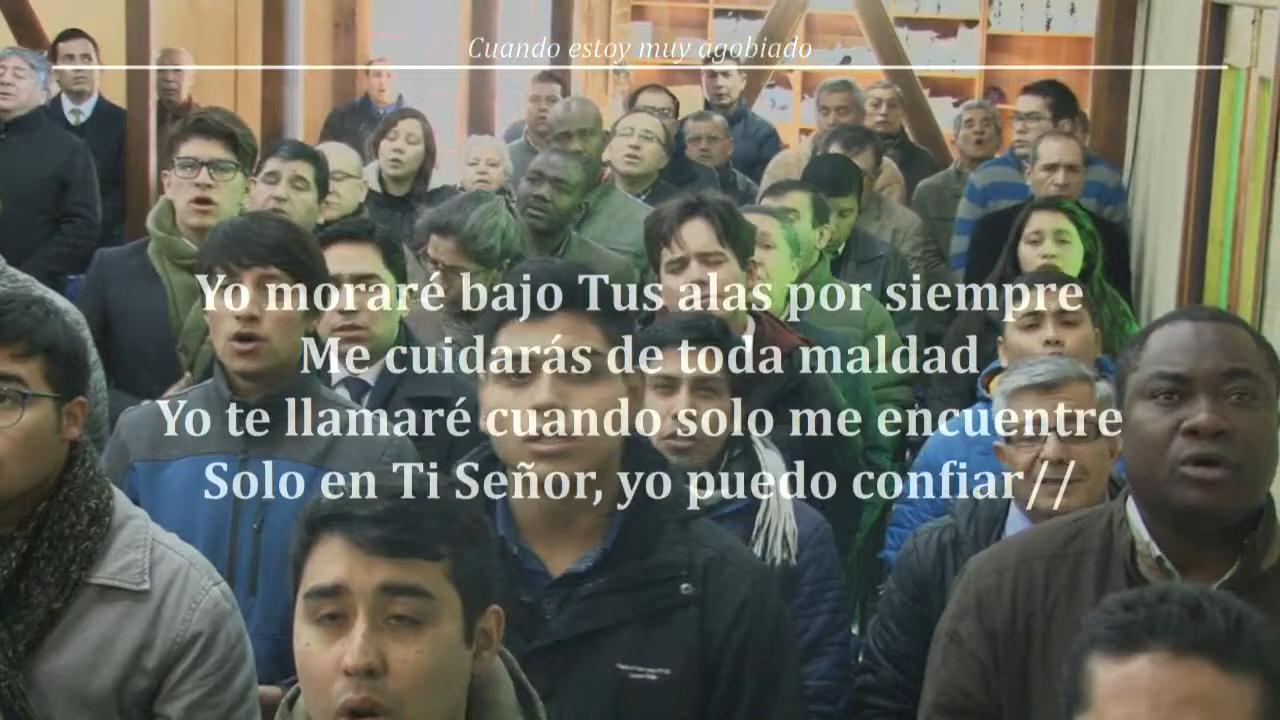 Cuando estoy muy agobiado
Yo moraré bajo Tus alas por siempre
Me cuidarás de toda maldad
Yo te llamaré cuando solo me encuentre
Solo en Ti Señor, yo puedo confiar//